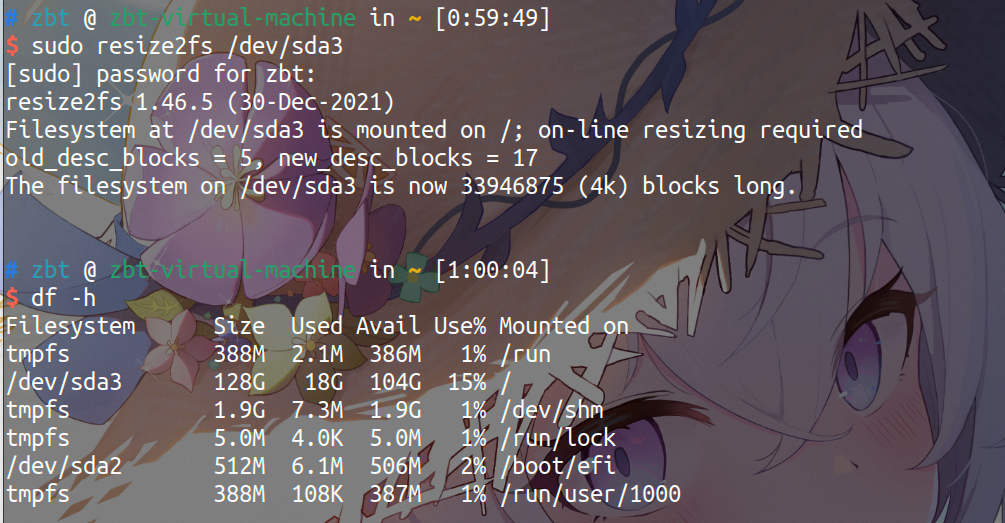 # zbt @ zbt-virtual-machine in ~ [0:59:49]
$ sudo resize2fs /dev/sda3
[sudo] password for zbt:
resize2fs 1.46.5 (30-Dec-2021)
Filesystem at /dev/sda3 is mounted on /; on-line resizing required
old_desc_blocks = 5, new_desc_blocks = 17
The filesystem on /dev/sda3 is now 33946875 (4k) blocks long.
# zbt @ zbt-virtual-machine in ~ [1:00:04]
$ df -h
Filesystem      Size  Used Avail Use% Mounted on
tmpfs           388M  2.1M  386M   1% /run
/dev/sda3       128G   18G  104G  15% /
tmpfs           1.9G  7.3M  1.9G   1% /dev/shm
tmpfs           5.0M  4.0K  5.0M   1% /run/lock
/dev/sda2       512M  6.1M  506M   2% /boot/efi
tmpfs           388M  108K  387M   1% /run/user/1000